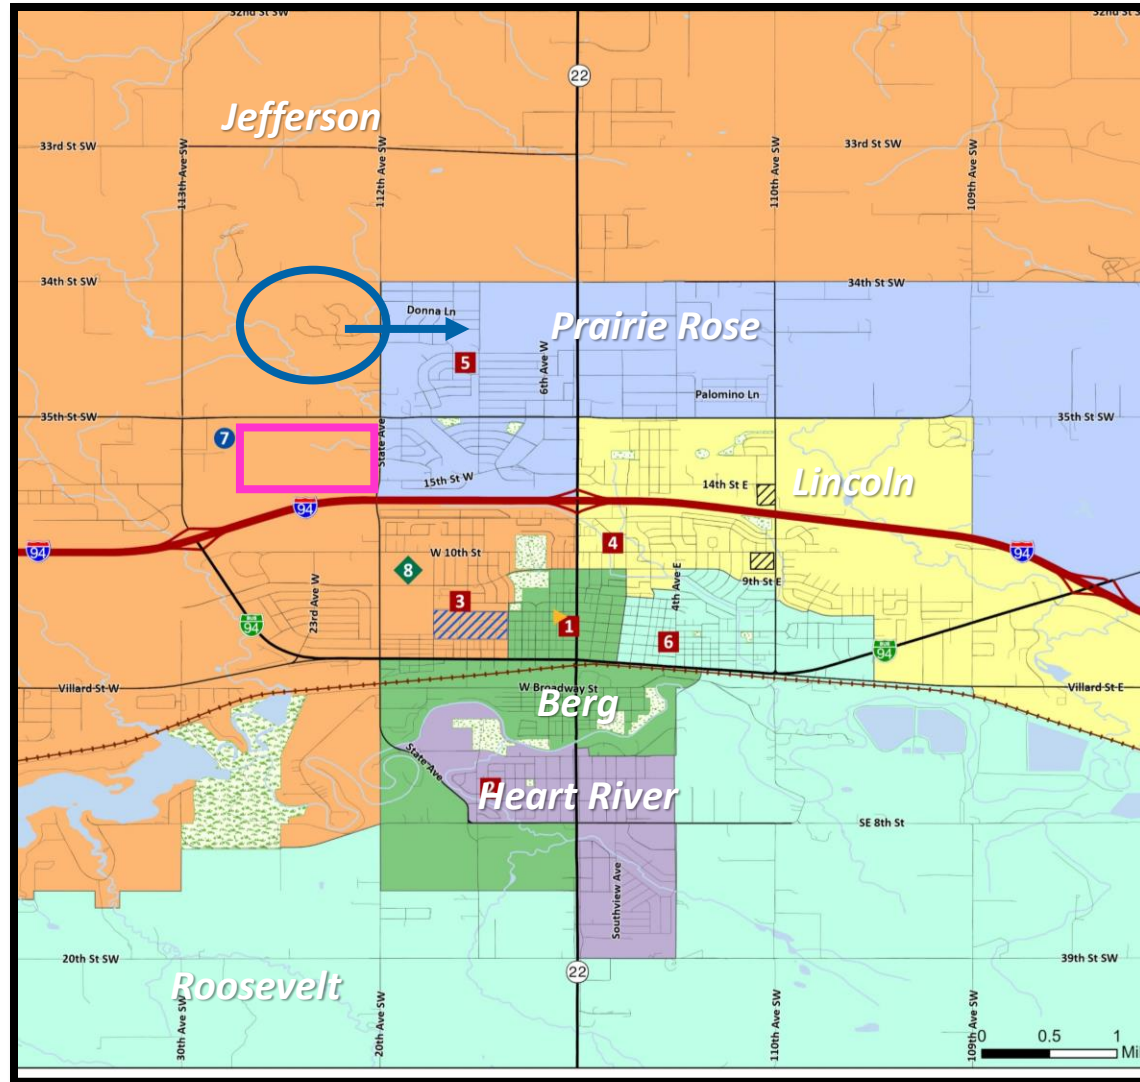 32nd St SW
32nd St SW
22
Jefferson
33rd St SW
33rd St SW
113th Ave SW
112th Ave SW
110th Ave SW
109th Ave SW
34th St SW
34th St SW
Donna Ln
Prairie Rose
5
6th Ave W
Palomino Ln
35th St SW
35th St SW
7
State Ave
15th St W
14th St E
Lincoln
94
94
94
W 10th St
4
8
9th St E
3
23rd Ave W
4th Ave E
94
1
6
94
Villard St W
W Broadway St
Villard St E
Berg
State Ave
Heart River
SE 8th St
Southview Ave
20th St SW
39th St SW
22
Roosevelt
30th Ave SW
20th Ave SW
110th Ave SW
109th Ave SW
0 0.5 1
Mil